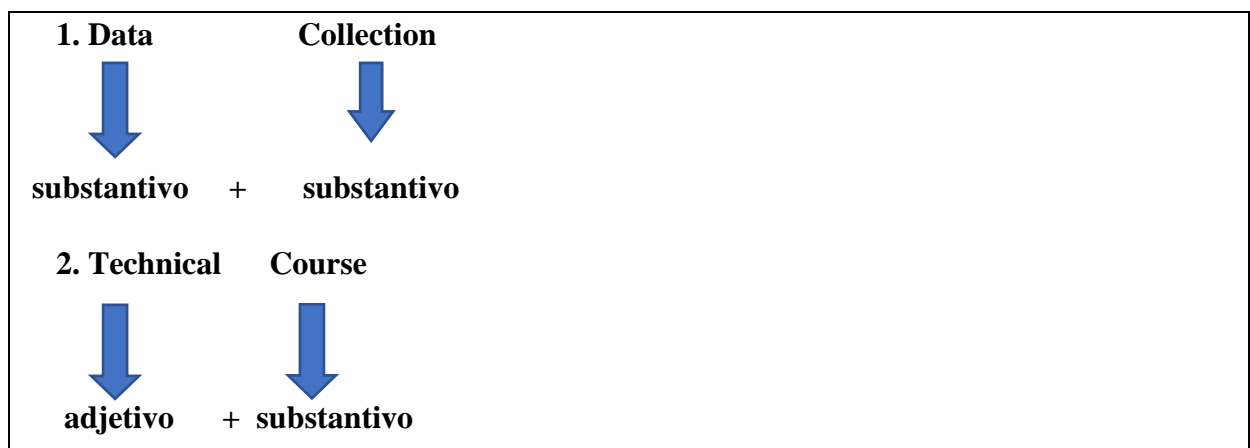 1. Data Collection
substantivo + substantivo
2. Technical Course
adjetivo + substantivo